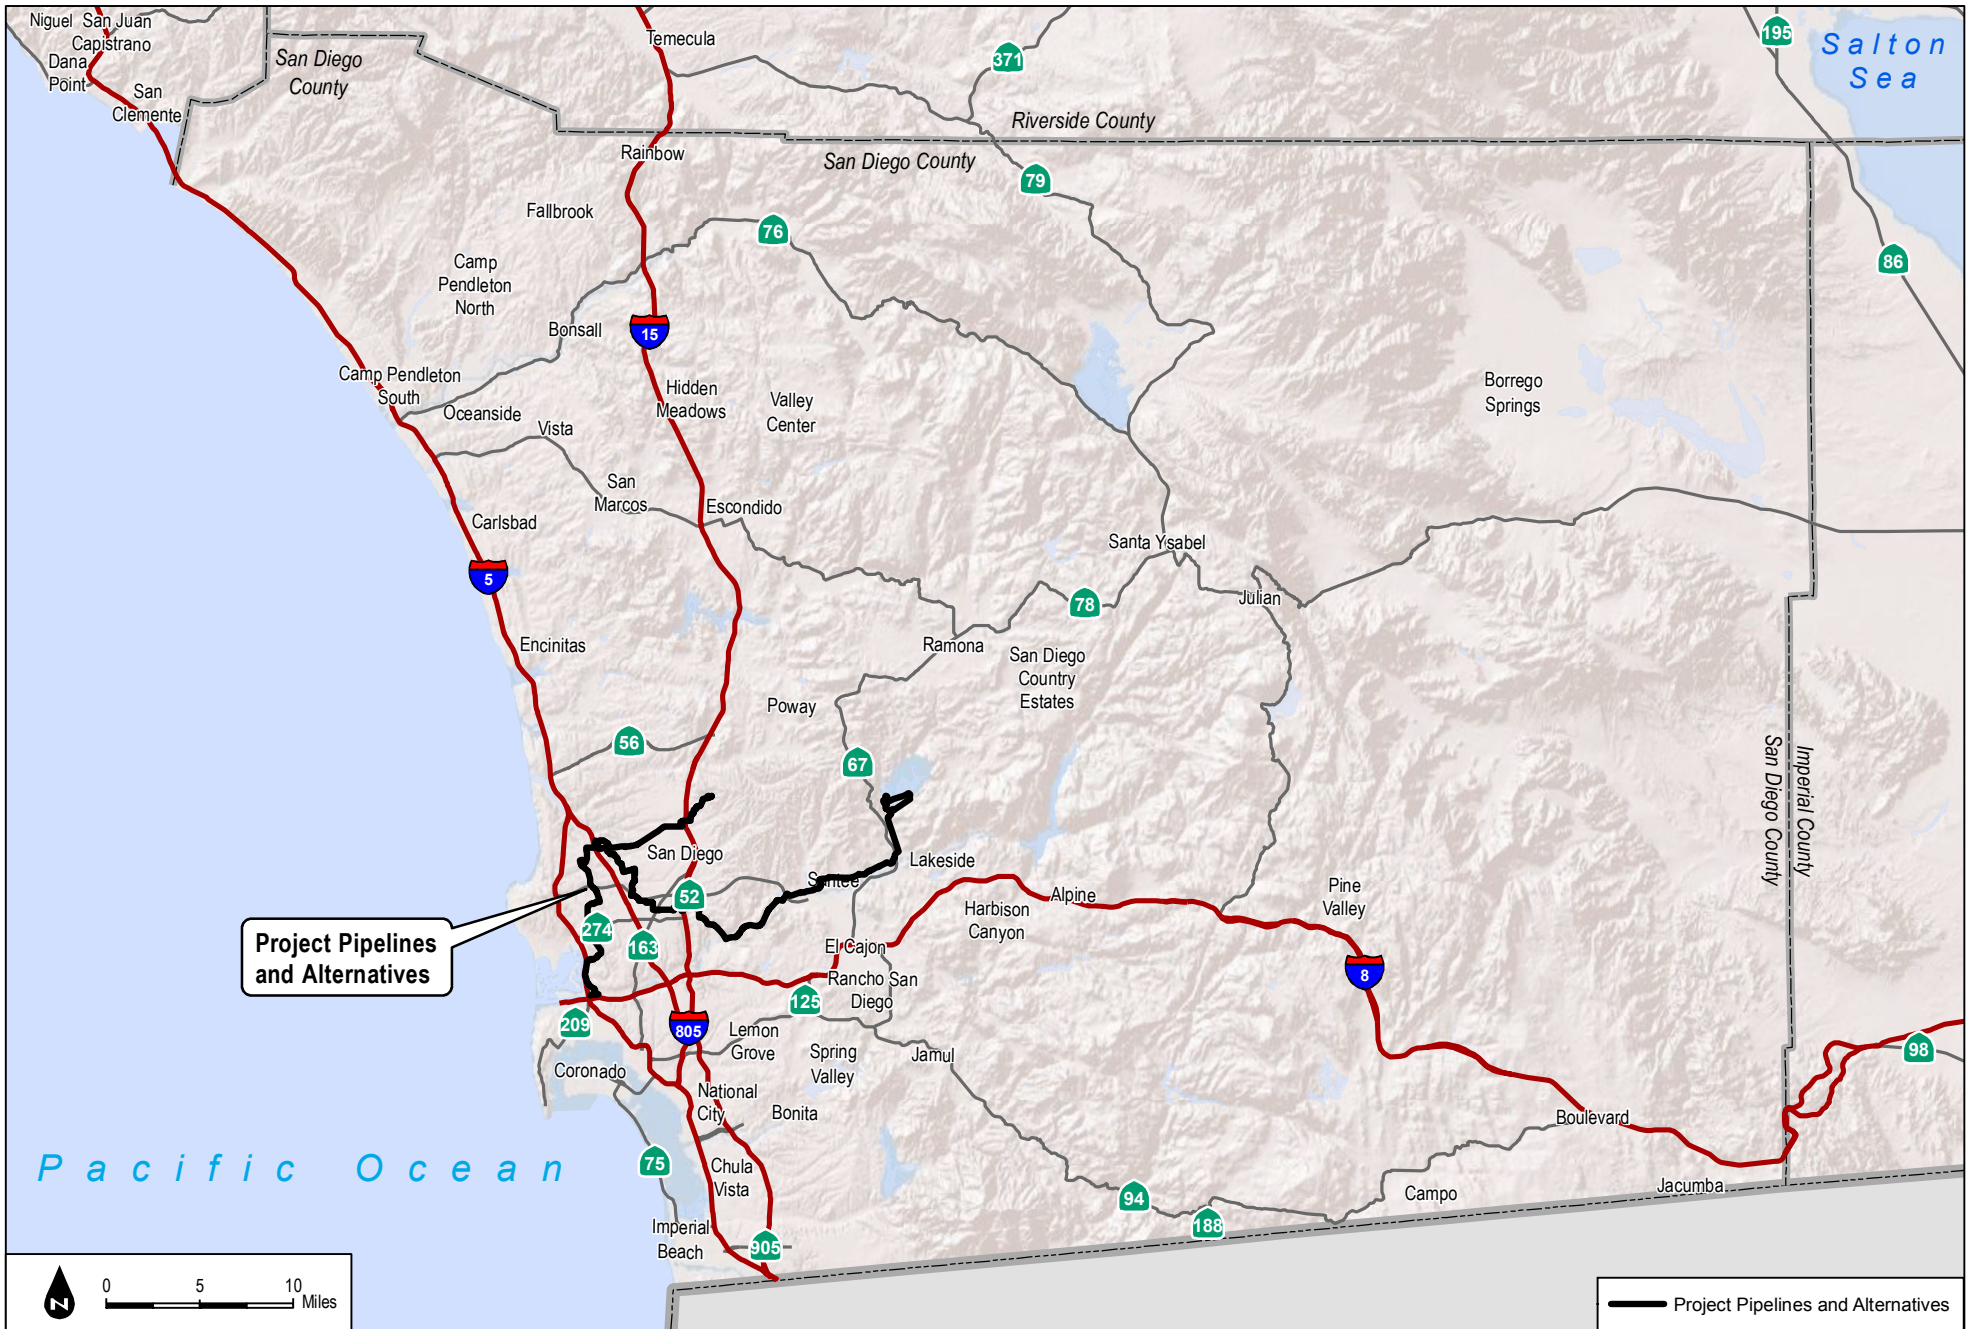 Niguel
San Juan
Capistrano
Dana
Point
San
Clemente
San Diego
County
Temecula
371
195
Salton
Sea
Riverside County
San Diego County
Rainbow
79
Fallbrook
76
86
Camp
Pendleton
North
Bonsall
15
Camp Pendleton
South
Hidden
Meadows
Valley
Center
Borrego
Springs
Oceanside
Vista
San
Marcos
Escondido
Carlsbad
Santa Ysabel
5
78
Julian
Encinitas
Ramona
San Diego
Country
Estates
Poway
56
67
San Diego County
Imperial County
San Diego
Lakeside
Santee
52
Alpine
Pine
Valley
Harbison
Canyon
Project Pipelines
and Alternatives
274
163
El Cajon
8
Rancho San
Diego
125
209
805
Lemon
Grove
Spring
Valley
Jamul
98
Coronado
National
City
Bonita
Boulevard
Pacific Ocean
75
Chula
Vista
94
188
Campo
Jacumba
Imperial
Beach
905
N
0 5 10
Miles
Project Pipelines and Alternatives